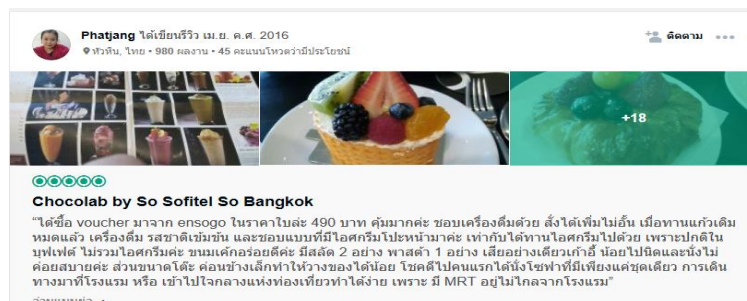 Phatjang ได้เขียนรีวิว เม.ย. ค.ศ. 2016
ติดตาม
หัวหิน, ไทย • 980 ผลงาน • 45 คะแนนโหวตว่ามีประโยชน์
+18
Chocolab by So Sofitel So Bangkok
"ได้ซื้อ voucher มาจาก ensogo ในราคาใบล่ะ 490 บาท คุ้มมากค่ะ ชอบเครื่องดื่มด้วย สั่งได้เพิ่มไม่อั้น เมื่อทานแก้วเดิม
หมดแล้ว เครื่องดื่ม รสชาติเข้มข้น และชอบแบบที่มีไอศกรีมโปะหน้ามาค่ะ เท่ากับได้ทานไอศกรีมไปด้วย เพราะปกติใน
บุฟเฟต์ ไม่รวมไอศกรีมค่ะ ขนมเค้กอร่อยดีค่ะ มีสลัด 2 อย่าง พาสต้า 1 อย่าง เสียอย่างเดียวเก้าอี้ น้อยไปนิดและนั่งไม่
ค่อยสบายค่ะ ส่วนขนาดโต๊ะ ค่อนข้างเล็กทำให้วางของได้น้อย โชคดีไปคนแรกได้นั่งโซฟาที่มีเพียงแค่ชุดเดียว การเดิน
ทางมาที่โรงแรม หรือ เข้าไปใจกลางแห่งท่องเที่ยวทำได้ง่าย เพราะ มี MRT อยู่ไม่ไกลจากโรงแรม"